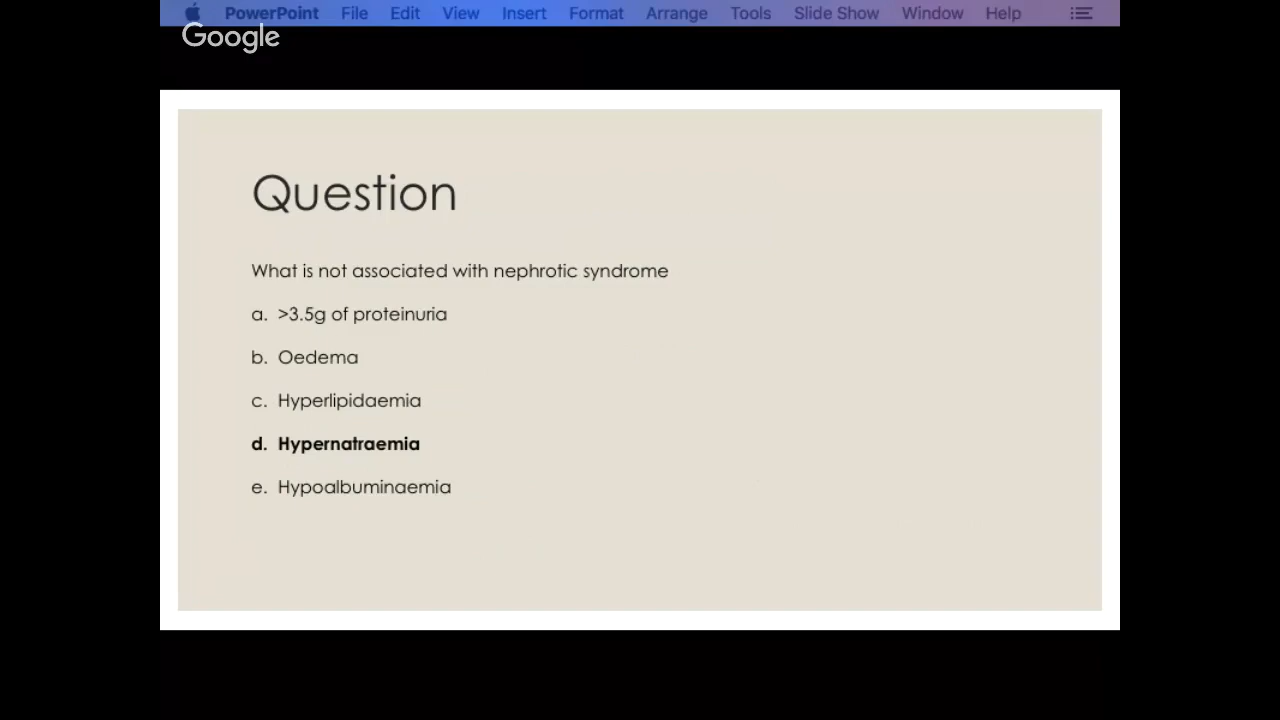 PowerPoint File Edit View Insert Format Arrange Tools Slide Show Window Help
Google
Question
What is not associated with nephrotic syndrome
a. >3.5g of proteinuria
b. Oedema
c. Hyperlipidaemia
d. Hypernatraemia
e. Hypoalbuminaemia